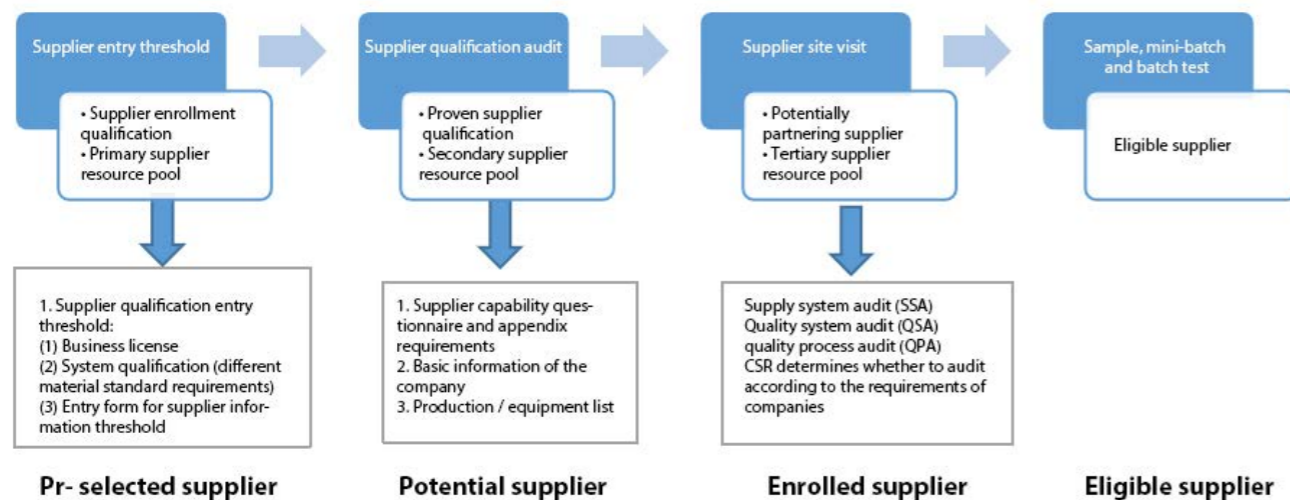 Supplier entry threshold
• Supplier enrollment
qualification
• Primary supplier
resource pool
1. Supplier qualification entry
threshold:
(1) Business license
(2) System qualification (different
material standard requirements)
(3) Entry form for supplier infor-
mation threshold
Pr- selected supplier
Supplier qualification audit
• Proven supplier
qualification
• Secondary supplier
resource pool
1. Supplier capability ques-
tionnaire and appendix
requirements
2. Basic information of the
company
3. Production / equipment list
Potential supplier
Supplier site visit
• Potentially
partnering supplier
• Tertiary supplier
resource pool
Supply system audit (SSA)
Quality system audit (QSA)
quality process audit (QPA)
CSR determines whether to audit
according to the requirements of
companies
Enrolled supplier
Sample, mini-batch
and batch test
Eligible supplier
Eligible supplier